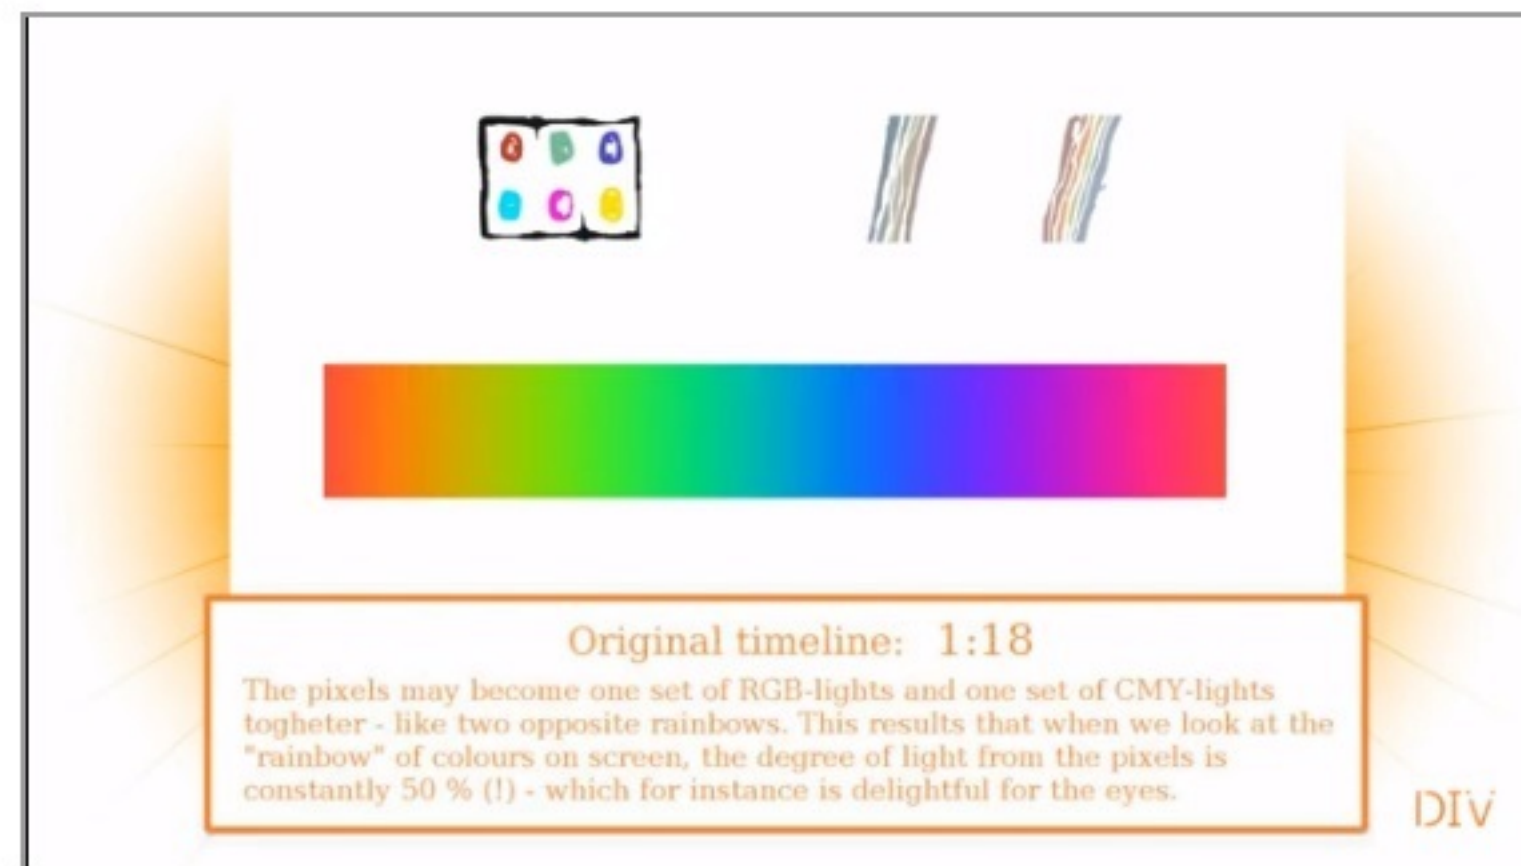 Original timeline: 1:18
The pixels may become one set of RGB-lights and one set of CMY-lights
togheter - like two opposite rainbows. This results that when we look at the
"rainbow" of colours on screen, the degree of light from the pixels is
constantly 50 % (!) - which for instance is delightful for the eyes.
DIV